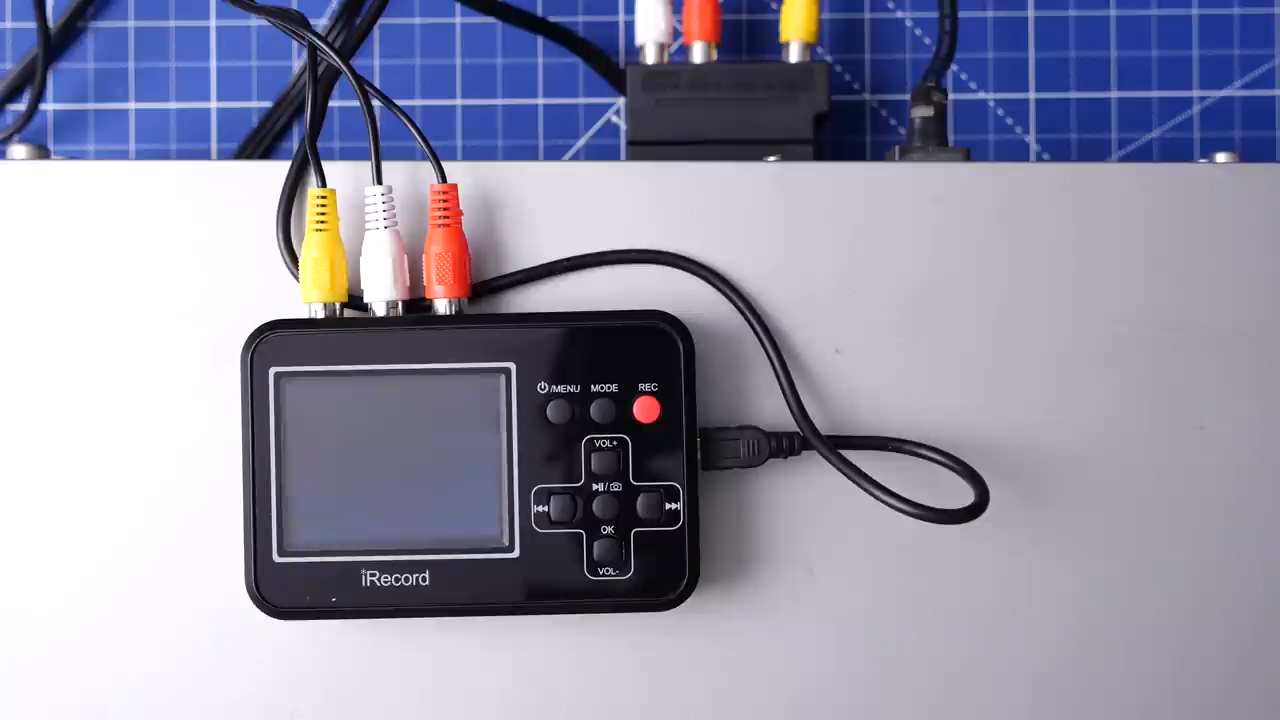 ⏻/MENU MODE REC
VOL+
⏯/📷
⏮ ⏭
OK
VOL-
iRecord